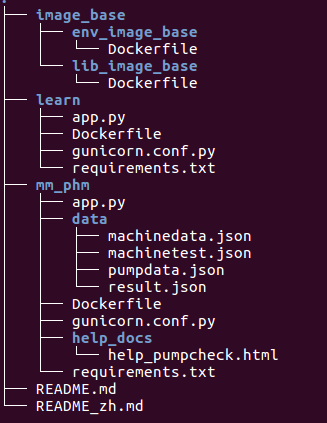 image_base
env_image_base
Dockerfile
lib_image_base
Dockerfile
learn
app.py
Dockerfile
gunicorn.conf.py
requirements.txt
mm_phm
app.py
data
machinedata.json
machinetest.json
pumpdata.json
result.json
Dockerfile
gunicorn.conf.py
help_docs
help_pumpcheck.html
requirements.txt
README.md
README_zh.md